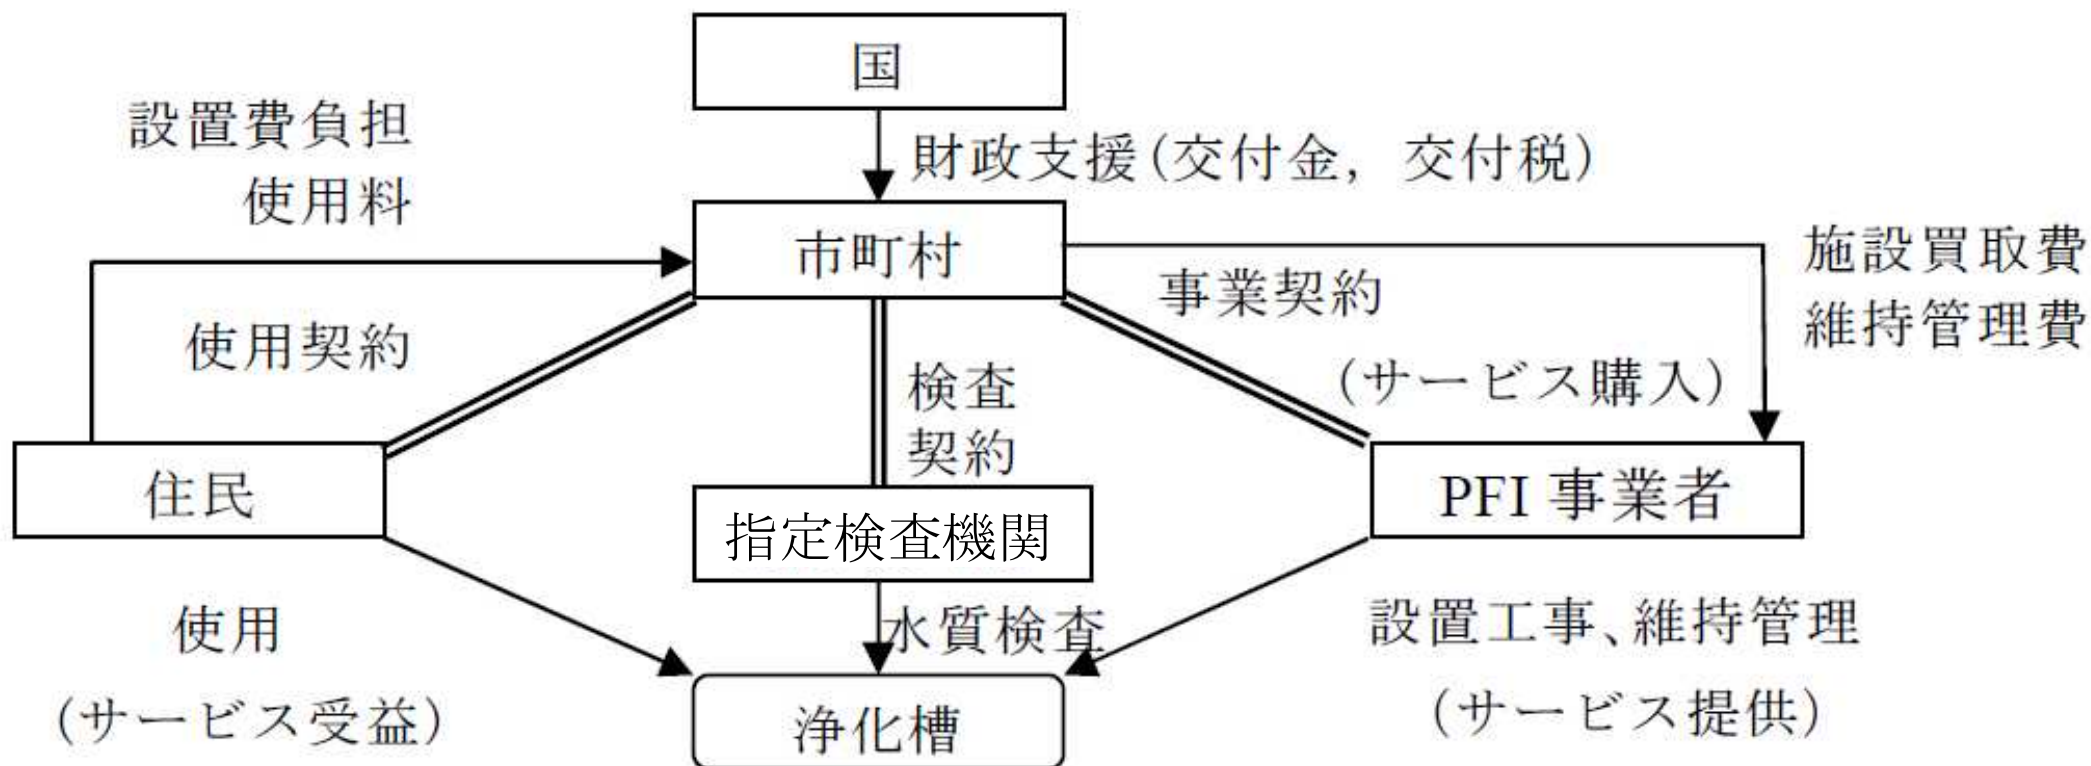 国
設置費負担
使用料
財政支援(交付金，交付税)
市町村
施設買取費
維持管理費
使用契約
検査
契約
事業契約
(サービス購入)
住民
指定検査機関
PFI 事業者
使用
(サービス受益)
水質検査
設置工事、維持管理
(サービス提供)
浄化槽